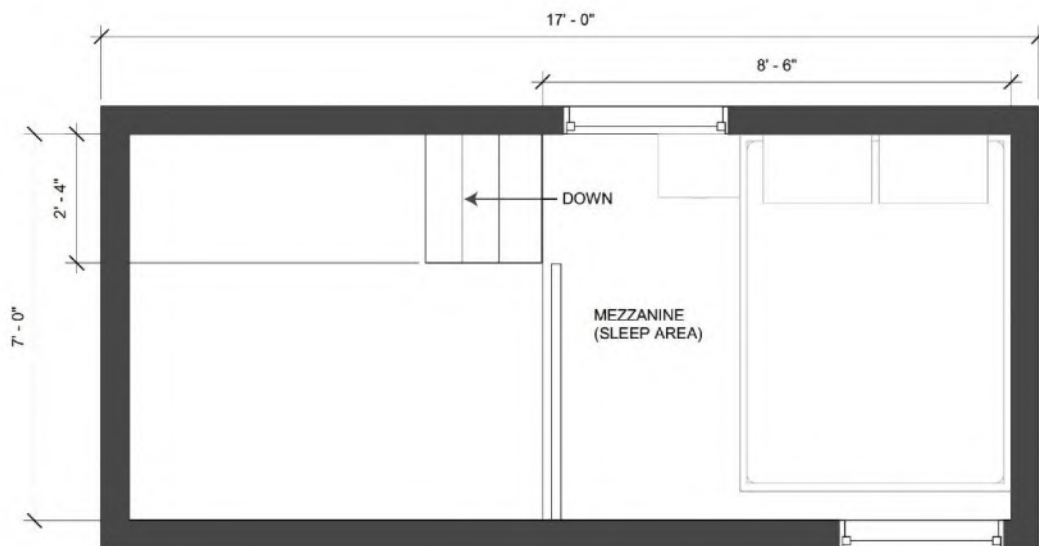 17' - 0"
8' - 6"
2' - 4"
DOWN
7' - 0"
MEZZANINE
(SLEEP AREA)